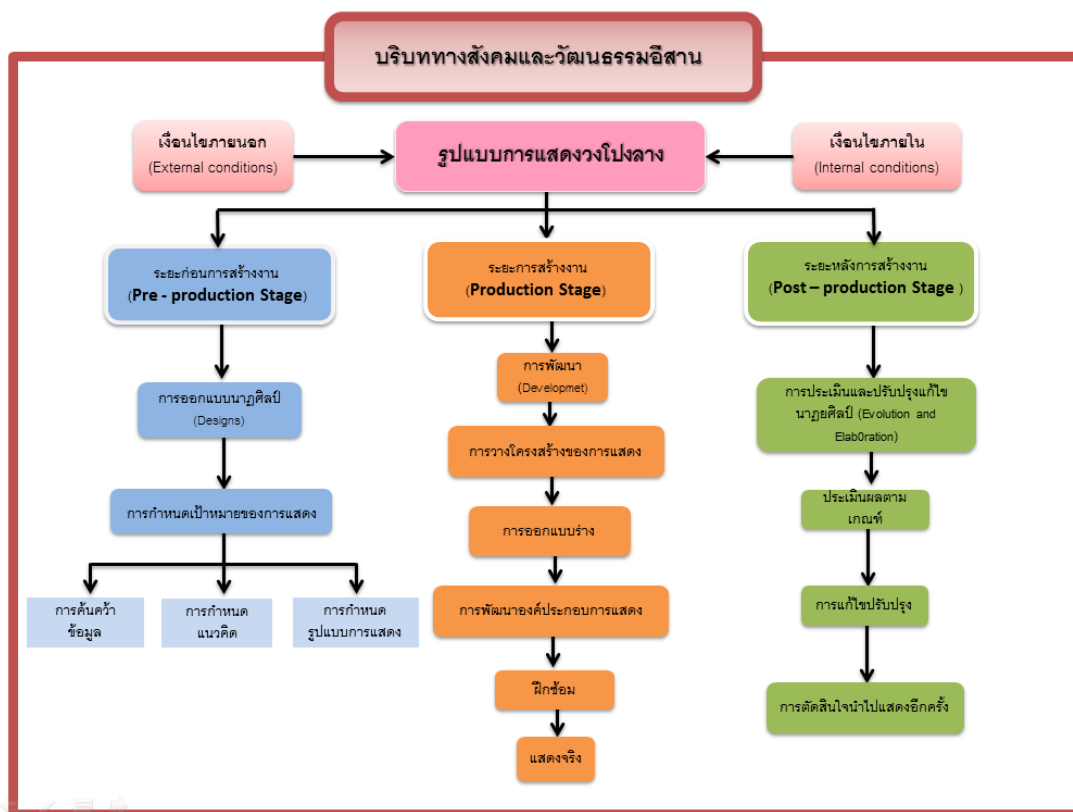 บริบททางสังคมและวัฒนธรรมอีสาน
เงื่อนไขภายนอก
(External conditions)
รูปแบบการแสดงวงโปงลาง
เงื่อนไขภายใน
(Internal conditions)
ระยะก่อนการสร้างงาน
(Pre - production Stage)
ระยะการสร้างงาน
(Production Stage)
ระยะหลังการสร้างงาน
(Post – production Stage )
การออกแบบนาฏศิลป์
(Designs)
การกำหนดเป้าหมายของการแสดง
การค้นคว้า
ข้อมูล
การกำหนด
แนวคิด
การกำหนด
รูปแบบการแสดง
การพัฒนา
(Developmet)
การวางโครงสร้างของการแสดง
การออกแบบร่าง
การพัฒนาองค์ประกอบการแสดง
ฝึกซ้อม
แสดงจริง
การประเมินและปรับปรุงแก้ไข
นาฏยศิลป์ (Evolution and
Elab0ration)
ประเมินผลตาม
เกณฑ์
การแก้ไขปรับปรุง
การตัดสินใจนำไปแสดงอีกครั้ง